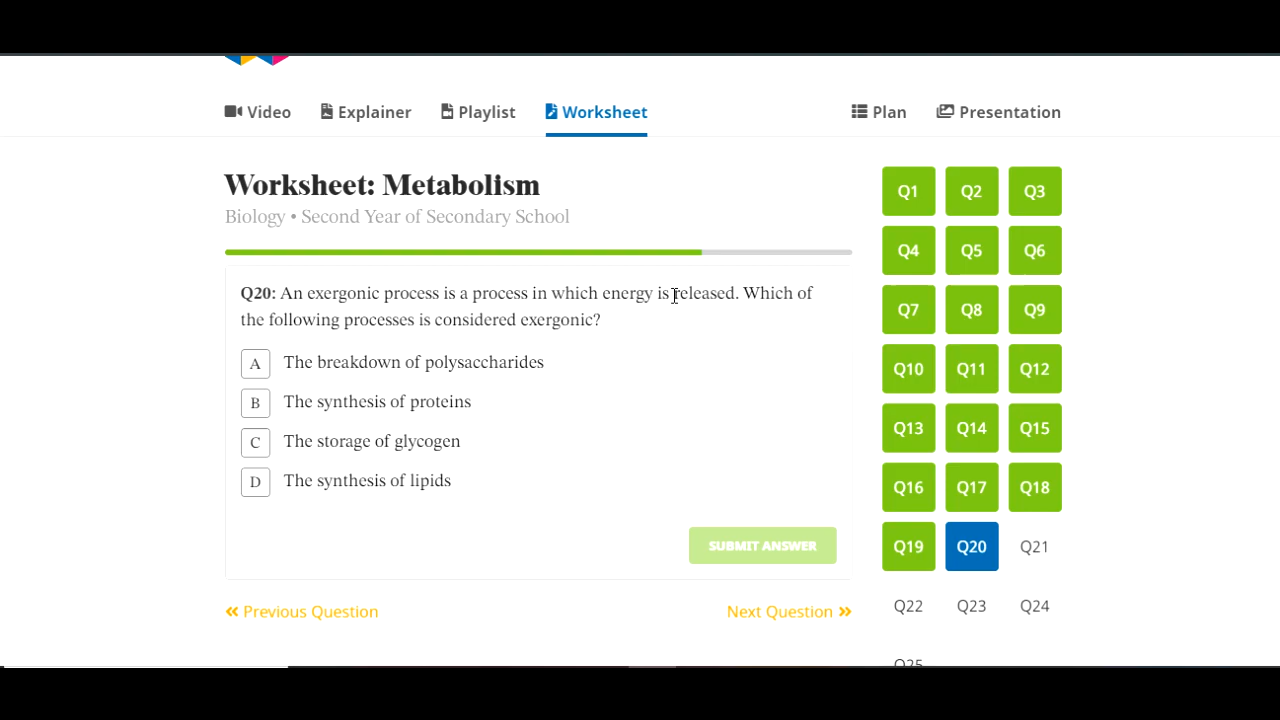 Video Explainer Playlist Worksheet Plan Presentation
Worksheet: Metabolism
Biology • Second Year of Secondary School
Q20: An exergonic process is a process in which energy is released. Which of
the following processes is considered exergonic?
A The breakdown of polysaccharides
B The synthesis of proteins
C The storage of glycogen
D The synthesis of lipids
SUBMIT ANSWER
« Previous Question Next Question »
Q1 Q2 Q3
Q4 Q5 Q6
Q7 Q8 Q9
Q10 Q11 Q12
Q13 Q14 Q15
Q16 Q17 Q18
Q19 Q20 Q21
Q22 Q23 Q24
Q25